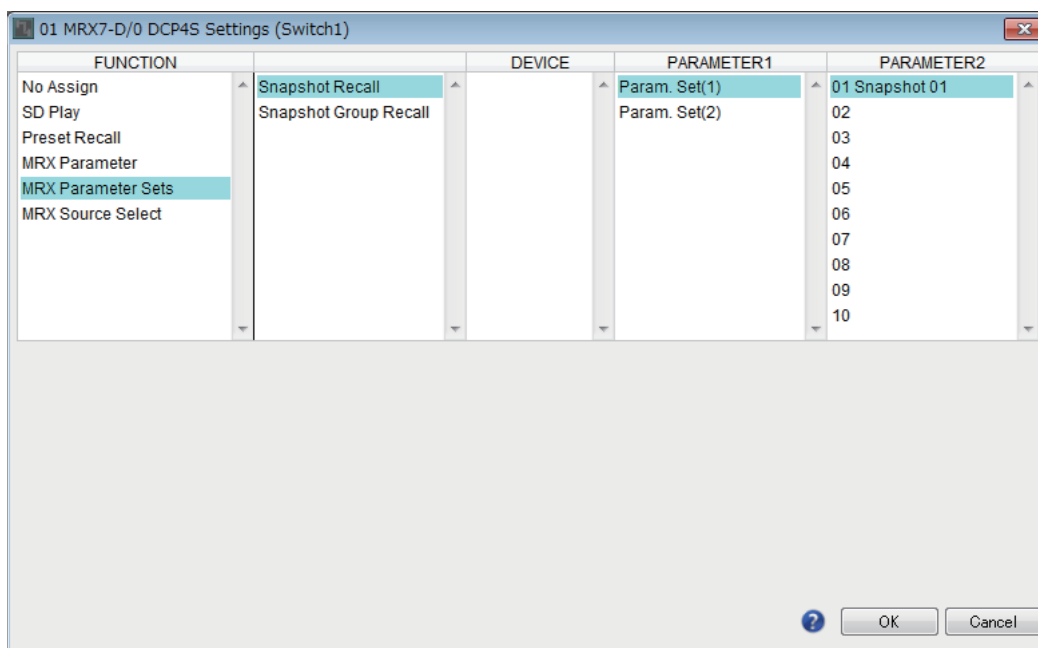 01 MRX7-D/0 DCP4S Settings (Switch1)
FUNCTION DEVICE PARAMETER1 PARAMETER2
No Assign Snapshot Recall Param. Set(1) 01 Snapshot 01
SD Play Snapshot Group Recall Param. Set(2) 02
Preset Recall 03
MRX Parameter 04
MRX Parameter Sets 05
MRX Source Select 06
07
08
09
10
? OK Cancel